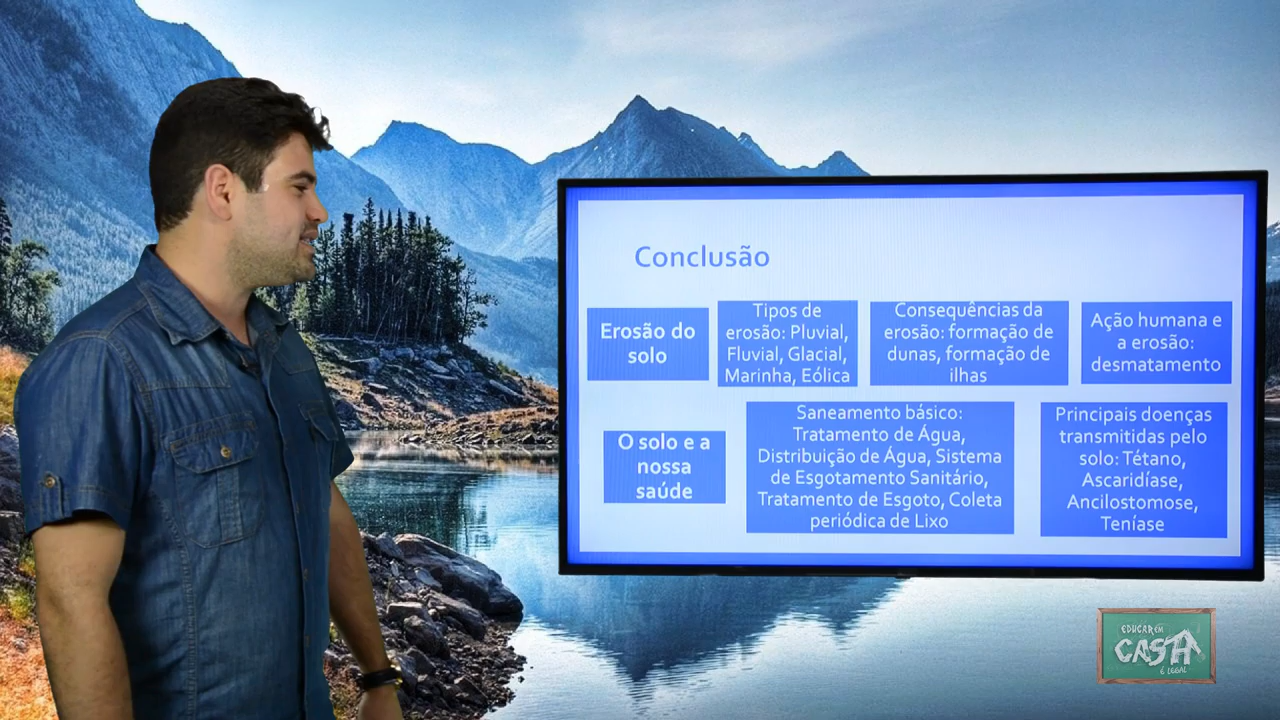 Conclusão
Erosão do
solo
Tipos de
erosão: Pluvial,
Fluvial, Glacial,
Marinha, Eólica
Consequências da
erosão: formação de
dunas, formação de
ilhas
Ação humana e
a erosão:
desmatamento
O solo e a
nossa
saúde
Saneamento básico:
Tratamento de Água,
Distribuição de Água, Sistema
de Esgotamento Sanitário,
Tratamento de Esgoto, Coleta
periódica de Lixo
Principais doenças
transmitidas pelo
solo: Tétano,
Ascaridíase,
Ancilostomose,
Teníase
EDUCAR EM
CASA
É LEGAL